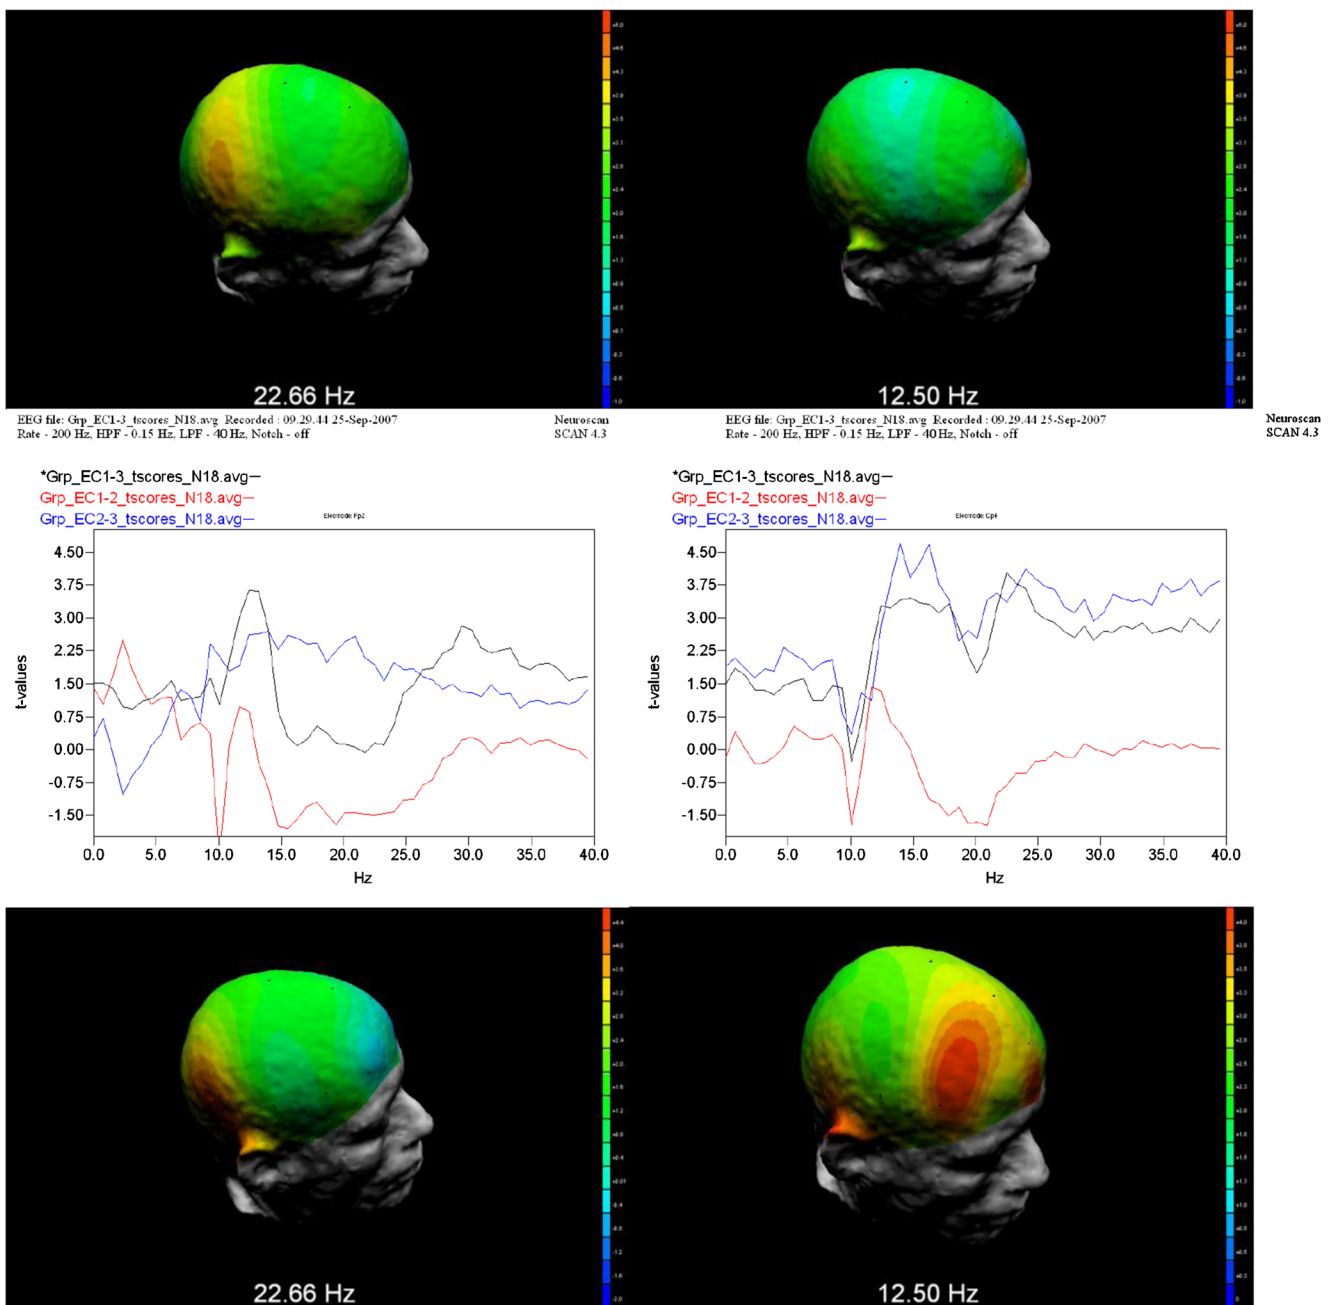 22.66 Hz
12.50 Hz
EEG file: Grp_EC1-3_tscores_N18.avg Recorded : 09.29.44 25-Sep-2007
Neuroscan
Rate - 200 Hz, HPF - 0.15 Hz, LPF - 40 Hz, Notch - off
SCAN 4.3
EEG file: Grp_EC1-3_tscores_N18.avg Recorded : 09.29.44 25-Sep-2007
Neuroscan
Rate - 200 Hz, HPF - 0.15 Hz, LPF - 40 Hz, Notch - off
SCAN 4.3
*Grp_EC1-3_tscores_N18.avg
Grp_EC1-2_tscores_N18.avg
Grp_EC2-3_tscores_N18.avg
Electrode: Fp2
4.50
3.75
3.00
2.25
1.50
0.75
0.00
-0.75
-1.50
t-values
0.0 5.0 10.0 15.0 20.0 25.0 30.0 35.0 40.0
Hz
*Grp_EC1-3_tscores_N18.avg
Grp_EC1-2_tscores_N18.avg
Grp_EC2-3_tscores_N18.avg
Electrode: Cp4
4.50
3.75
3.00
2.25
1.50
0.75
0.00
-0.75
-1.50
t-values
0.0 5.0 10.0 15.0 20.0 25.0 30.0 35.0 40.0
Hz
22.66 Hz
12.50 Hz